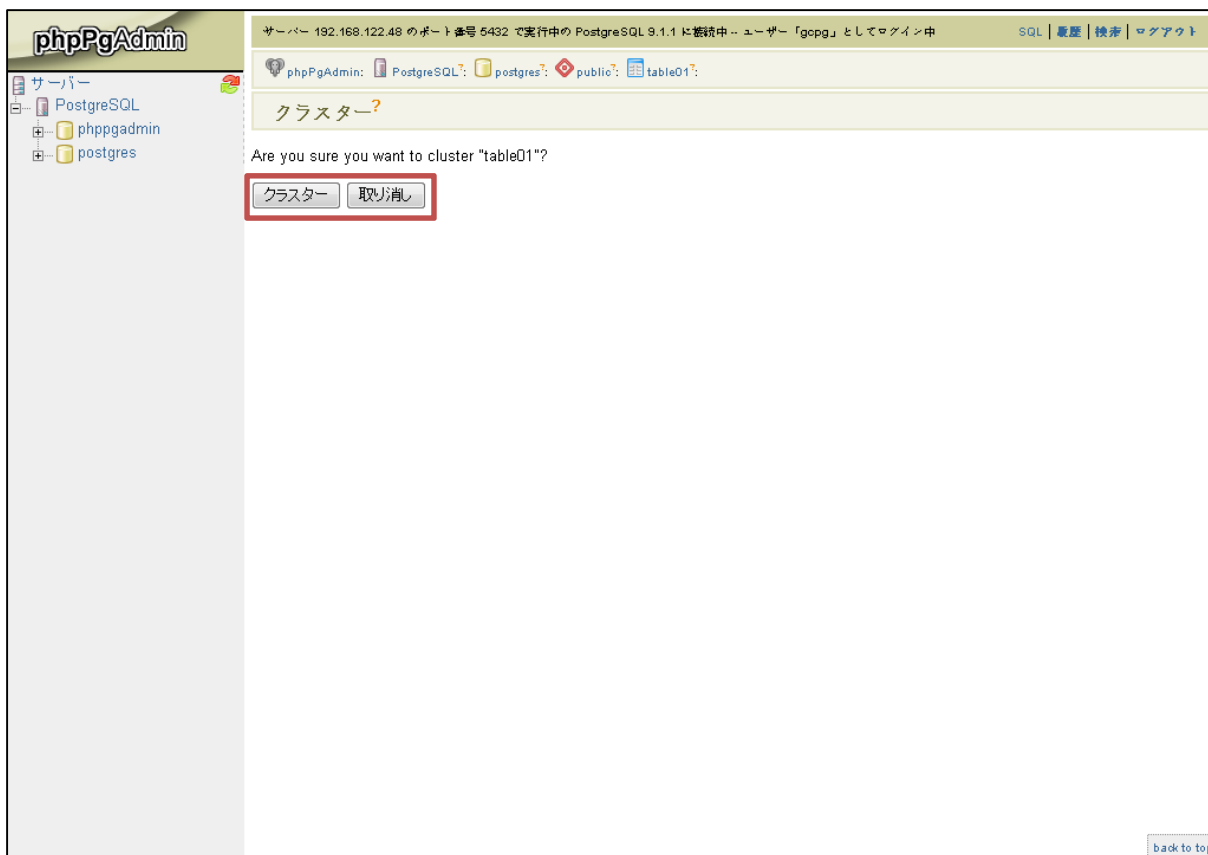 phpPgAdmin
サーバー
PostgreSQL
phppgadmin
postgres
サーバー 192.168.122.48 のポート番号 5432 で実行中の PostgreSQL 9.1.1 に接続中 -- ユーザー「gcpg」としてログイン中
SQL | 履歴 | 検索 | ログアウト
phpPgAdmin: PostgreSQL?: postgres?: public?: table01?:
クラスター?
Are you sure you want to cluster "table01"?
クラスター 取り消し
back to top